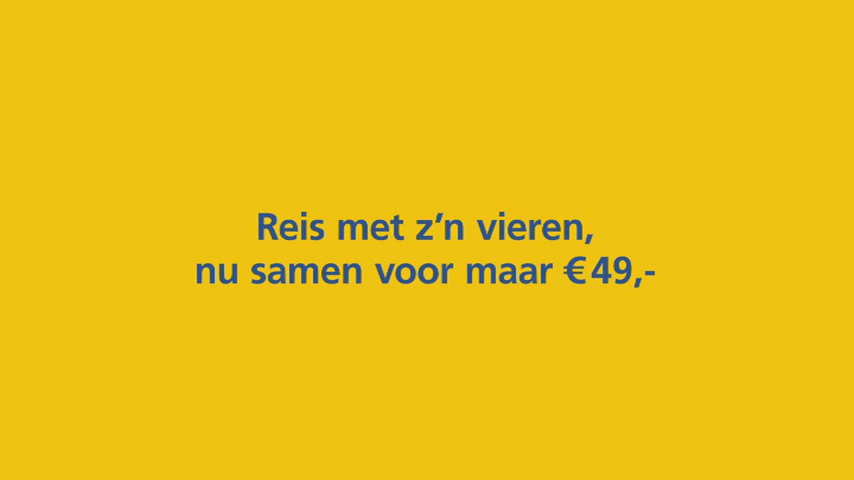 Reis met z’n vieren,
nu samen voor maar €49,-